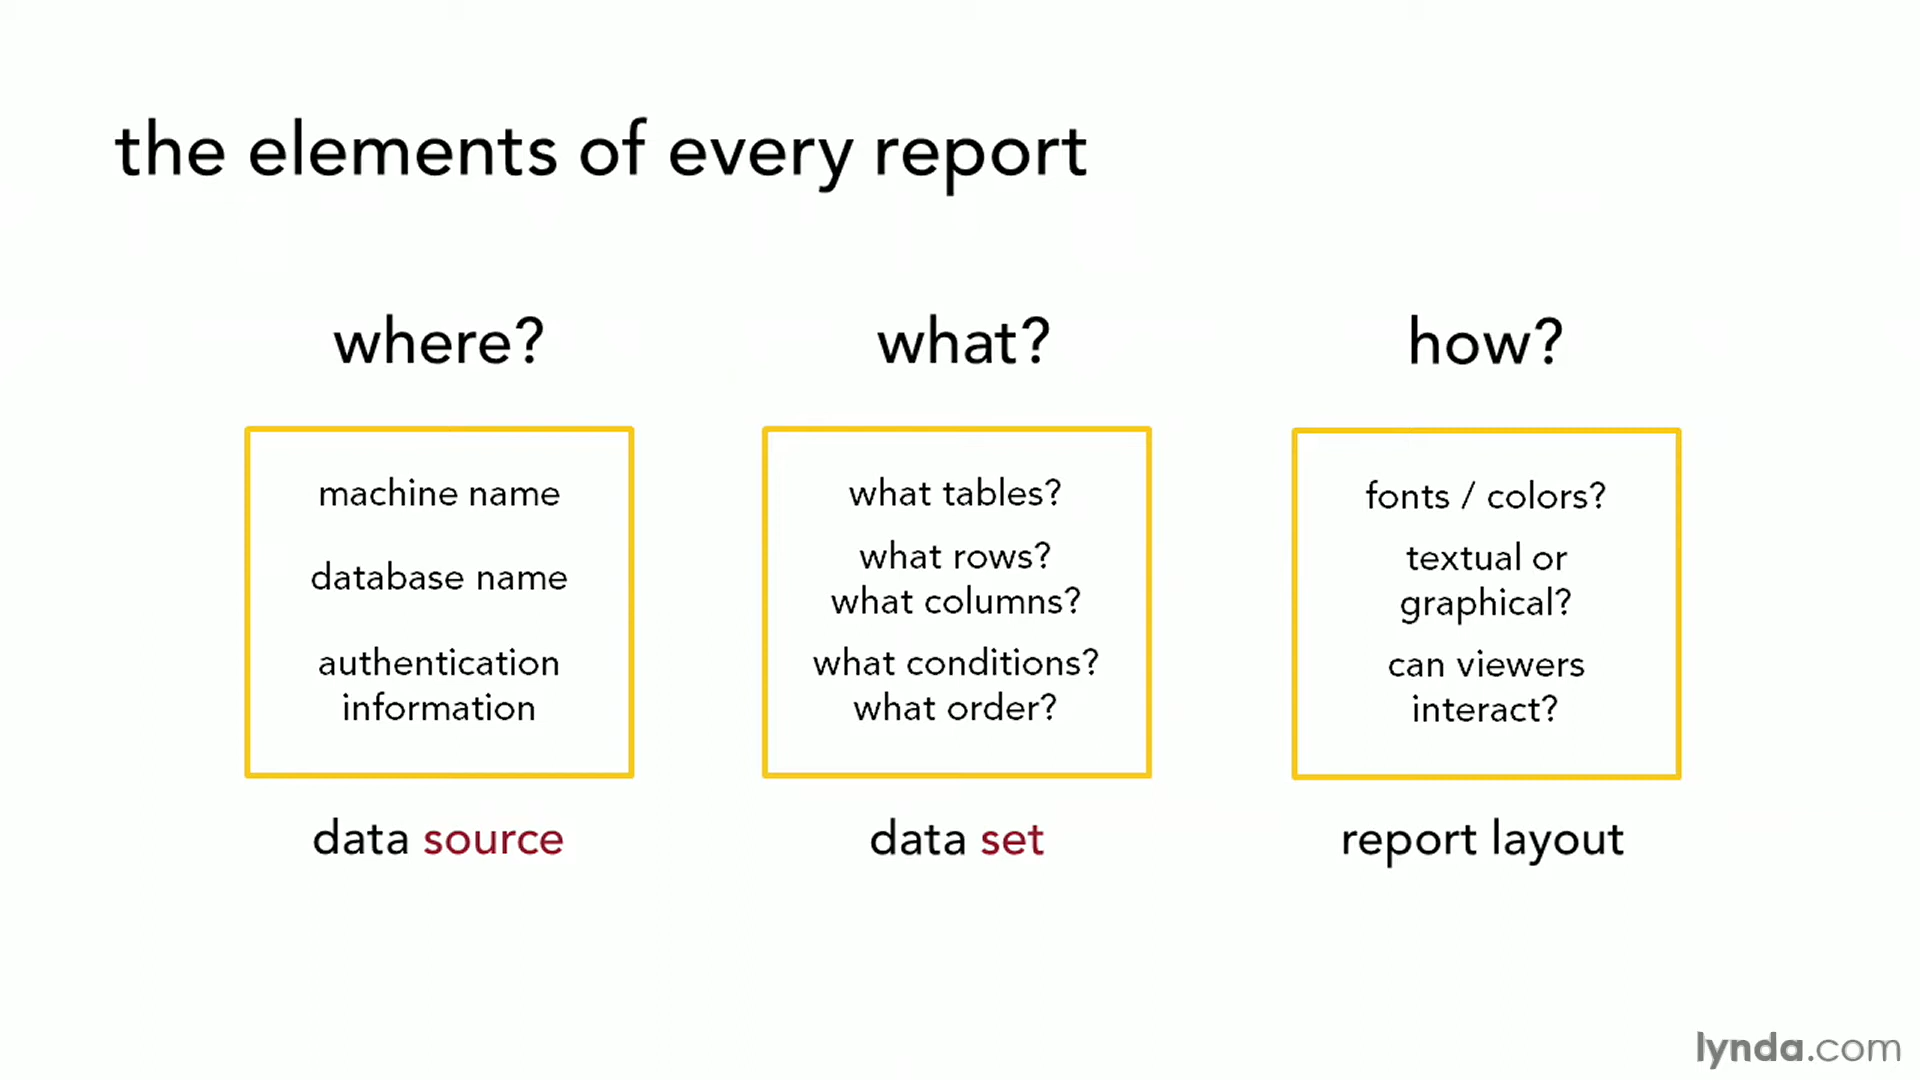 the elements of every report
where?
machine name
database name
authentication
information
data source
what?
what tables?
what rows?
what columns?
what conditions?
what order?
data set
how?
fonts / colors?
textual or
graphical?
can viewers
interact?
report layout
lynda.com